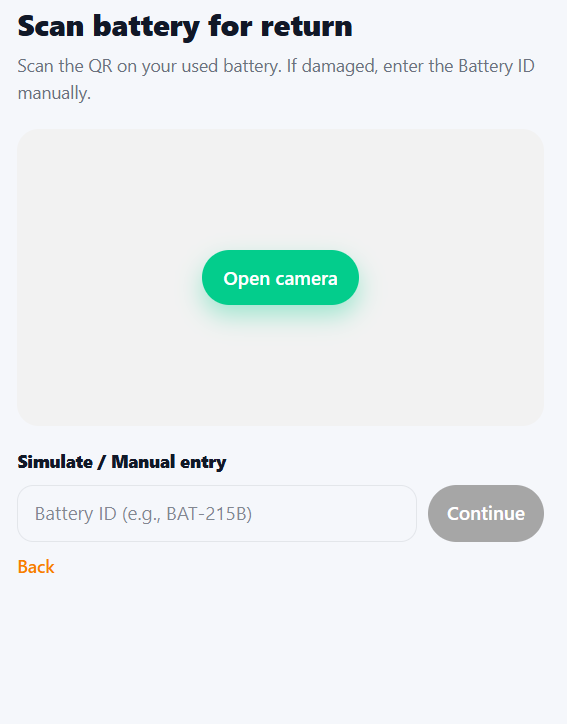 Scan battery for return
Scan the QR on your used battery. If damaged, enter the Battery ID
manually.
Open camera
Simulate / Manual entry
Battery ID (e.g., BAT-215B)
Continue
Back